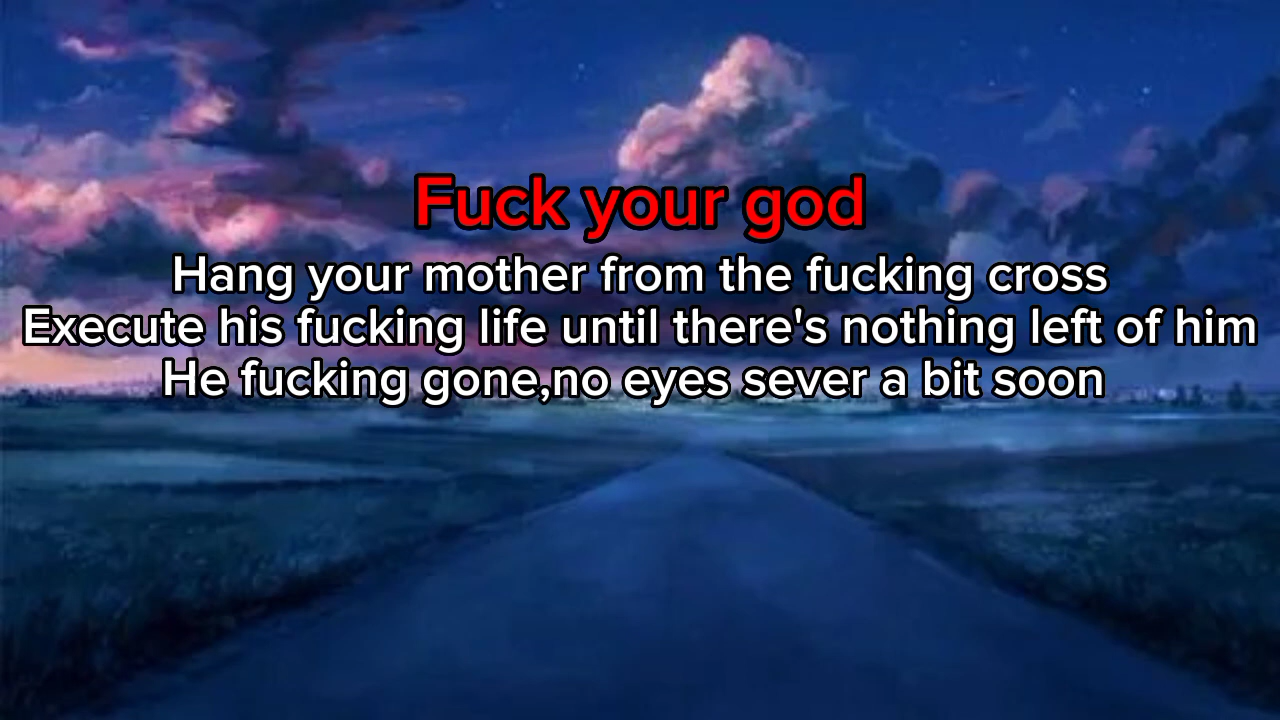 Fuck your god
Hang your mother from the fucking cross
Execute his fucking life until there's nothing left of him
He fucking gone,no eyes sever a bit soon